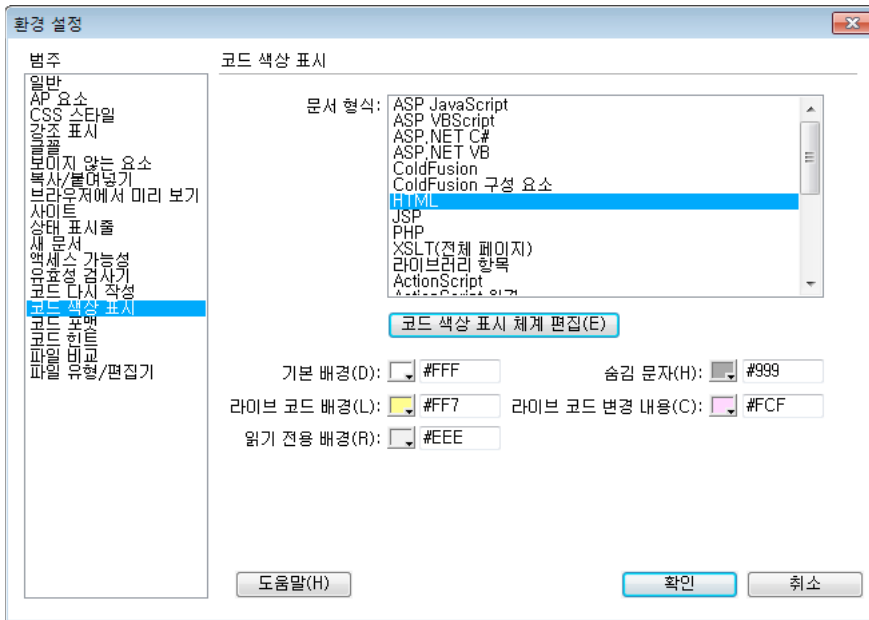 환경 설정
범주
일반
AP 요소
CSS 스타일
강조 표시
글꼴
보이지 않는 요소
복사/붙여넣기
브라우저에서 미리 보기
사이트
상태 표시줄
새 문서
액세스 가능성
유효성 검사기
코드 다시 작성
코드 색상 표시
코드 포맷
코드 힌트
파일 비교
파일 유형/편집기
코드 색상 표시
문서 형식:
ASP JavaScript
ASP VBScript
ASP.NET C#
ASP.NET VB
ColdFusion
ColdFusion 구성 요소
HTML
JSP
PHP
XSLT(전체 페이지)
라이브러리 항목
ActionScript
코드 색상 표시 체계 편집(E)
기본 배경(D): #FFF 숨김 문자(H): #999
라이브 코드 배경(L): #FF7 라이브 코드 변경 내용(C): #FCF
읽기 전용 배경(R): #EEE
도움말(H) 확인 취소